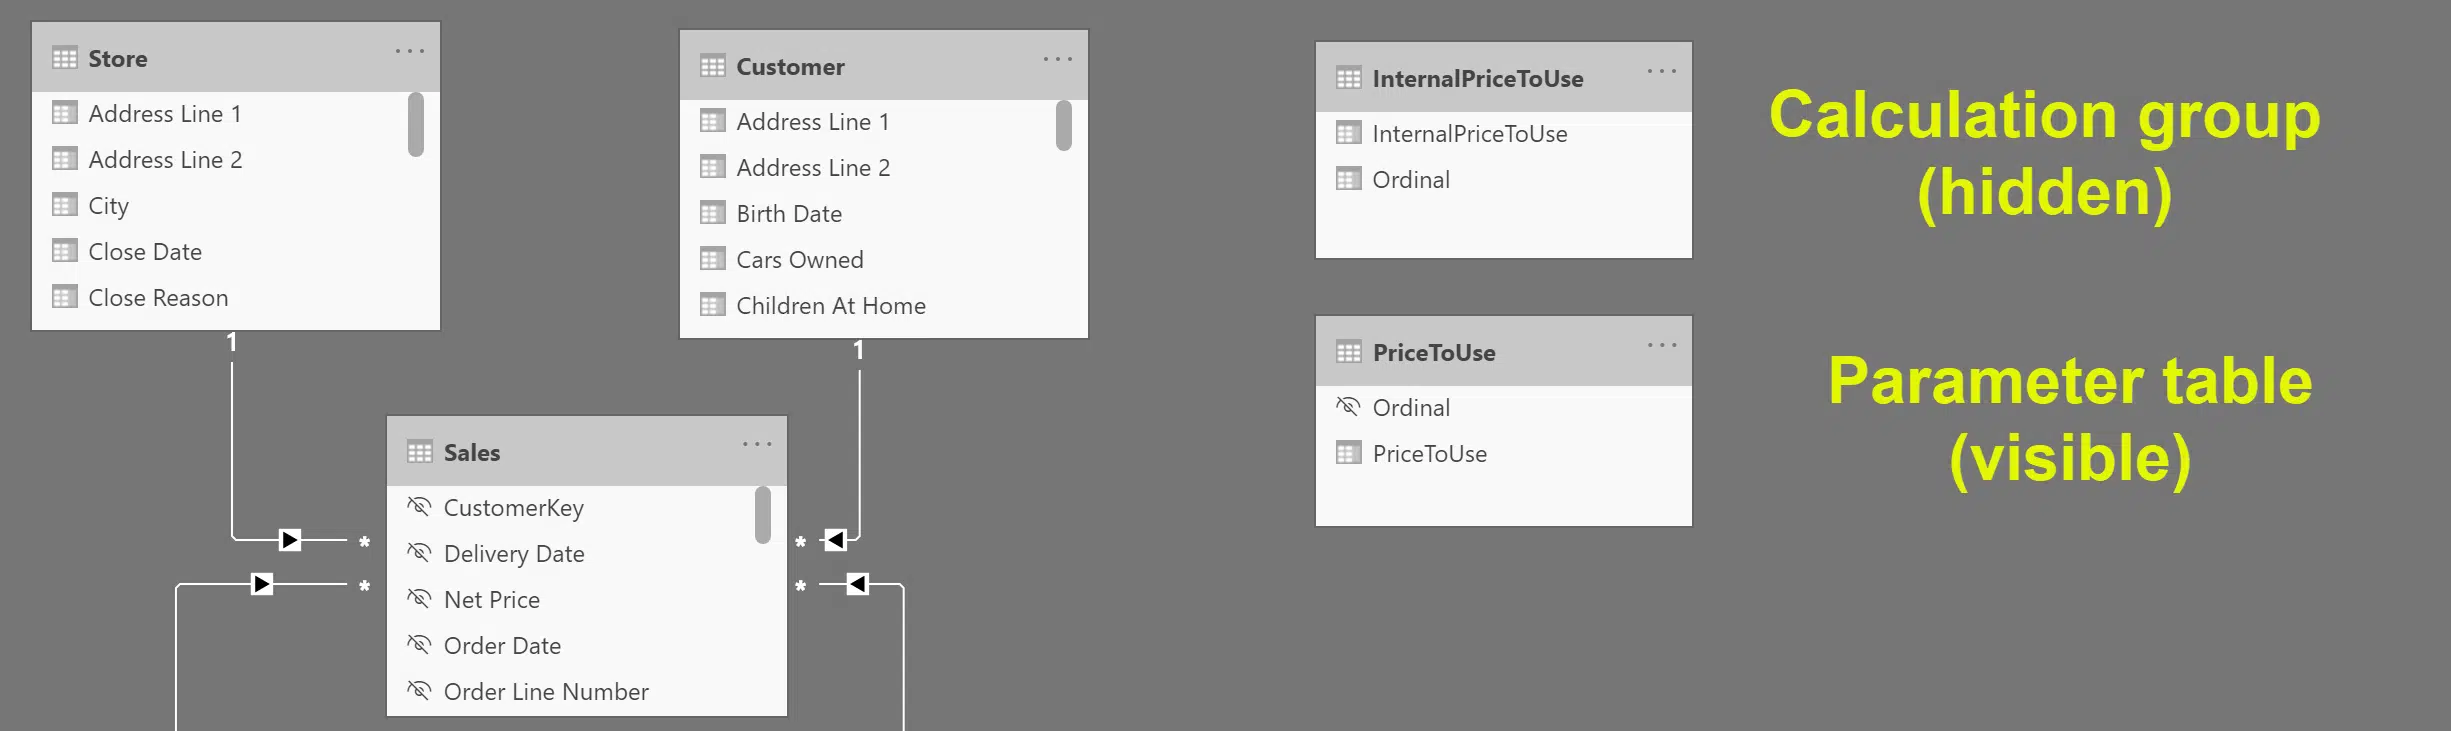 Store
Address Line 1
Address Line 2
City
Close Date
Close Reason
1
Customer
Address Line 1
Address Line 2
Birth Date
Cars Owned
Children At Home
1
Sales
CustomerKey
Delivery Date
Net Price
Order Date
Order Line Number
*
*
*
*
InternalPriceToUse
InternalPriceToUse
Ordinal
Calculation group
(hidden)
PriceToUse
Ordinal
PriceToUse
Parameter table
(visible)